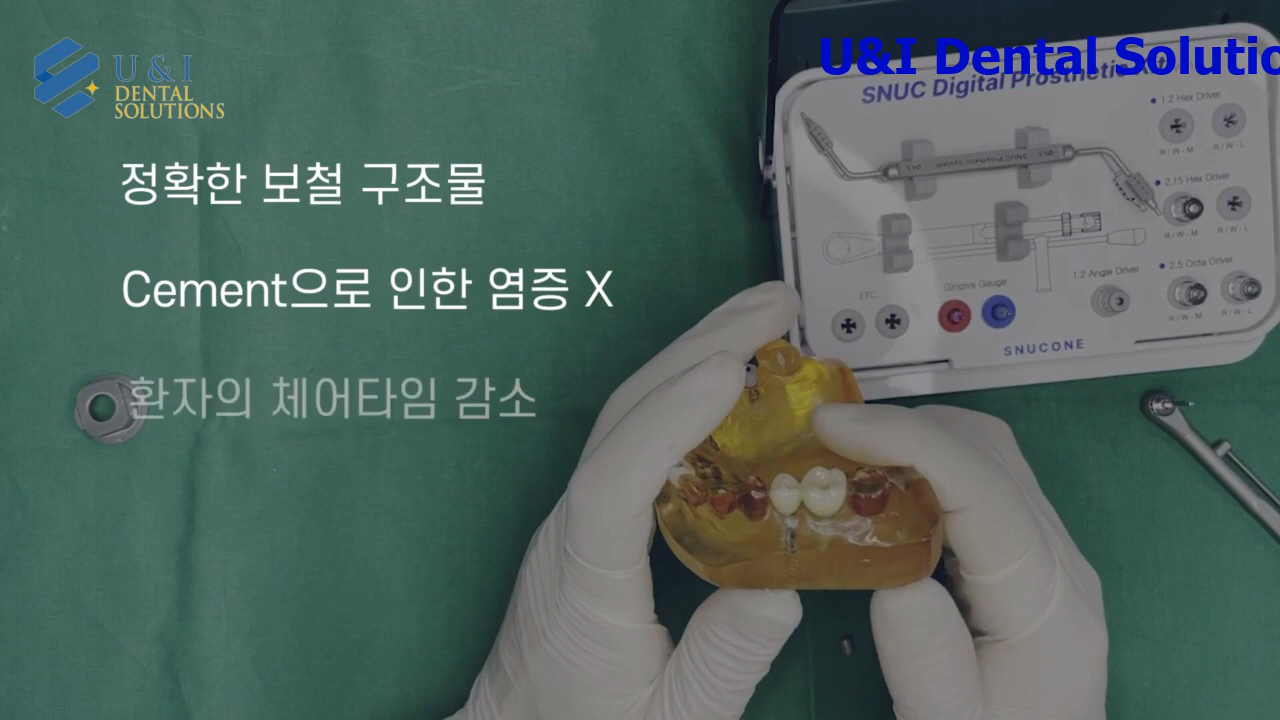 U&I Dental Solutio
U & I
DENTAL
SOLUTIONS
정확한 보철 구조물
Cement으로 인한 염증 X
환자의 체어타임 감소
SNUC Digital Prosthetic Kit
1.2 Hex Driver
R / W - M
R / W - L
SNUC Prosthetic System
2.15 Hex Driver
R / W - M
R / W - L
ETC
Gingiva Gauge
1.2 Angle Driver
2.5 Octa Driver
R / W - M
R / W - L
SNUCONE